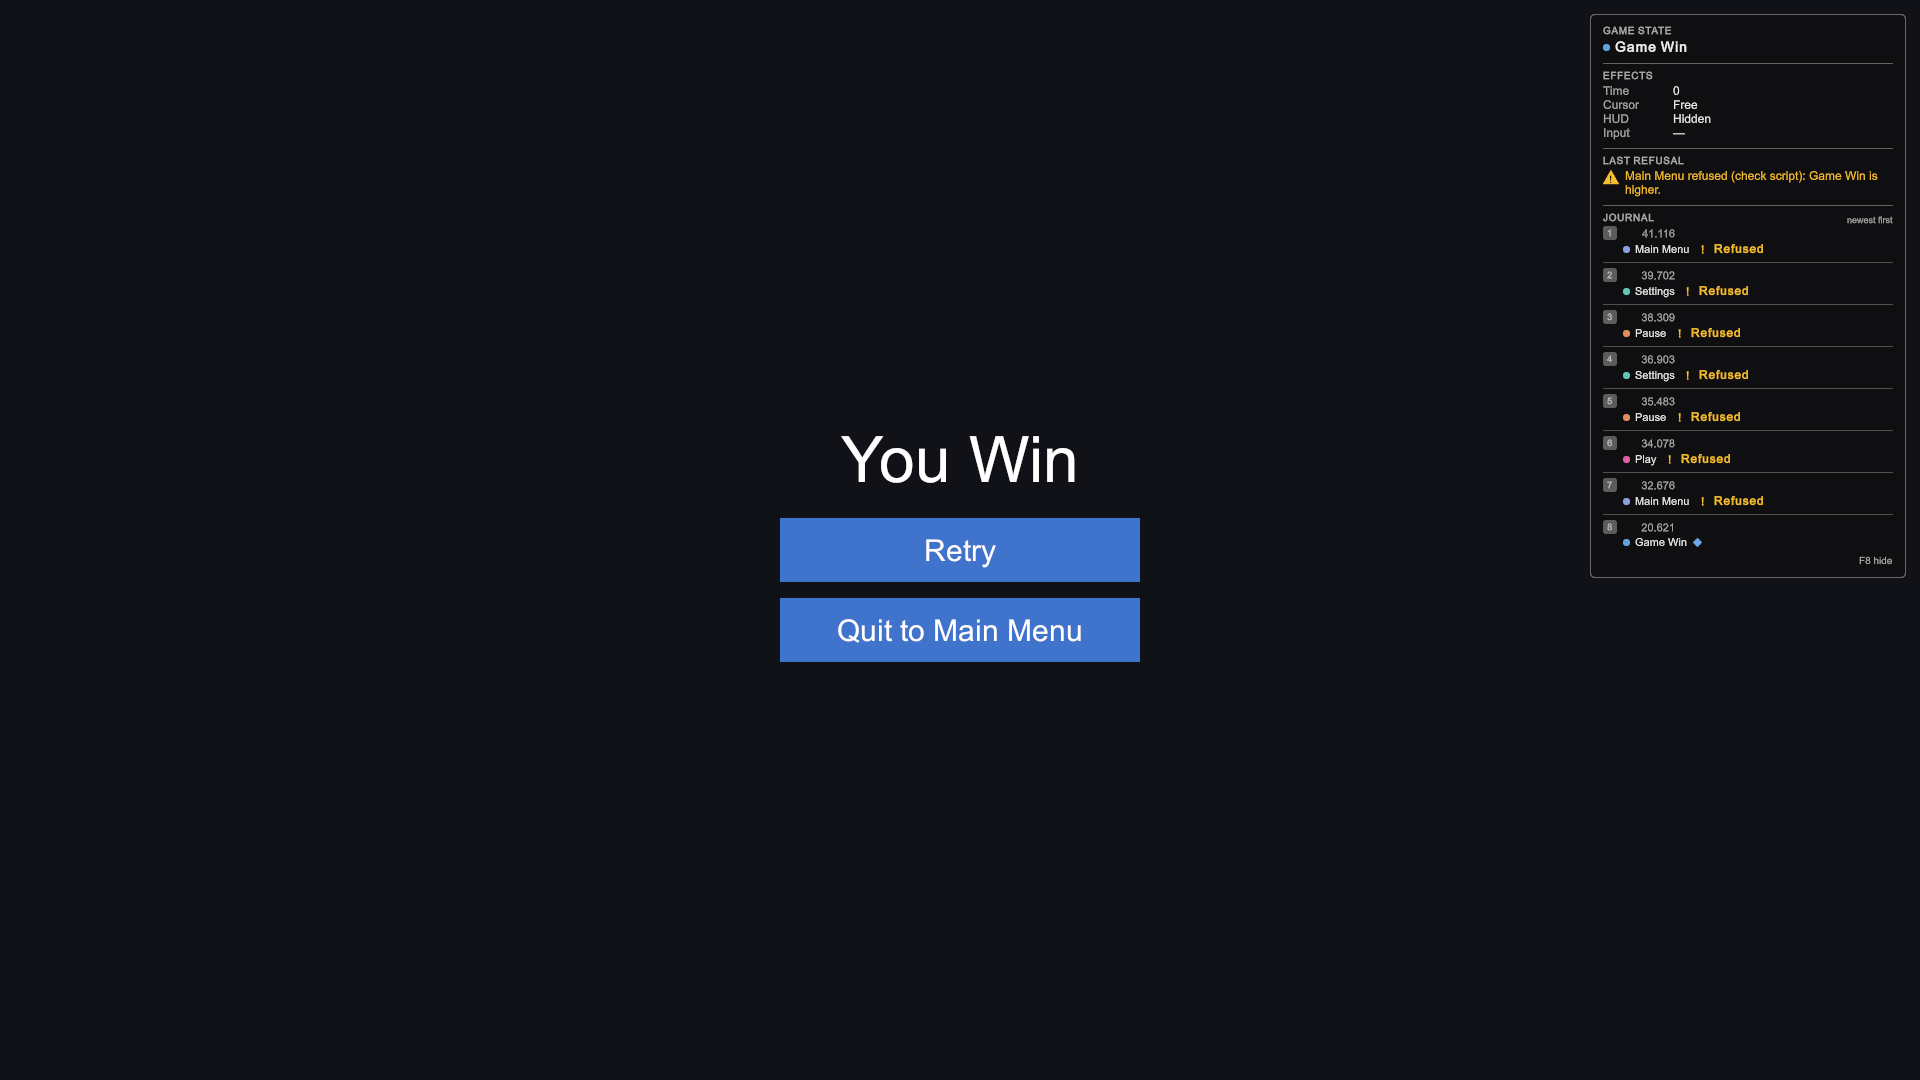 You Win
Retry
Quit to Main Menu
GAME STATE
Game Win
EFFECTS
Time 0
Cursor Free
HUD Hidden
Input —
LAST REFUSAL
Main Menu refused (check script): Game Win is
higher.
JOURNAL newest first
1 41.116
Main Menu ! Refused
2 39.702
Settings ! Refused
3 38.309
Pause ! Refused
4 36.903
Settings ! Refused
5 35.483
Pause ! Refused
6 34.078
Play ! Refused
7 32.676
Main Menu ! Refused
8 20.621
Game Win
F8 hide